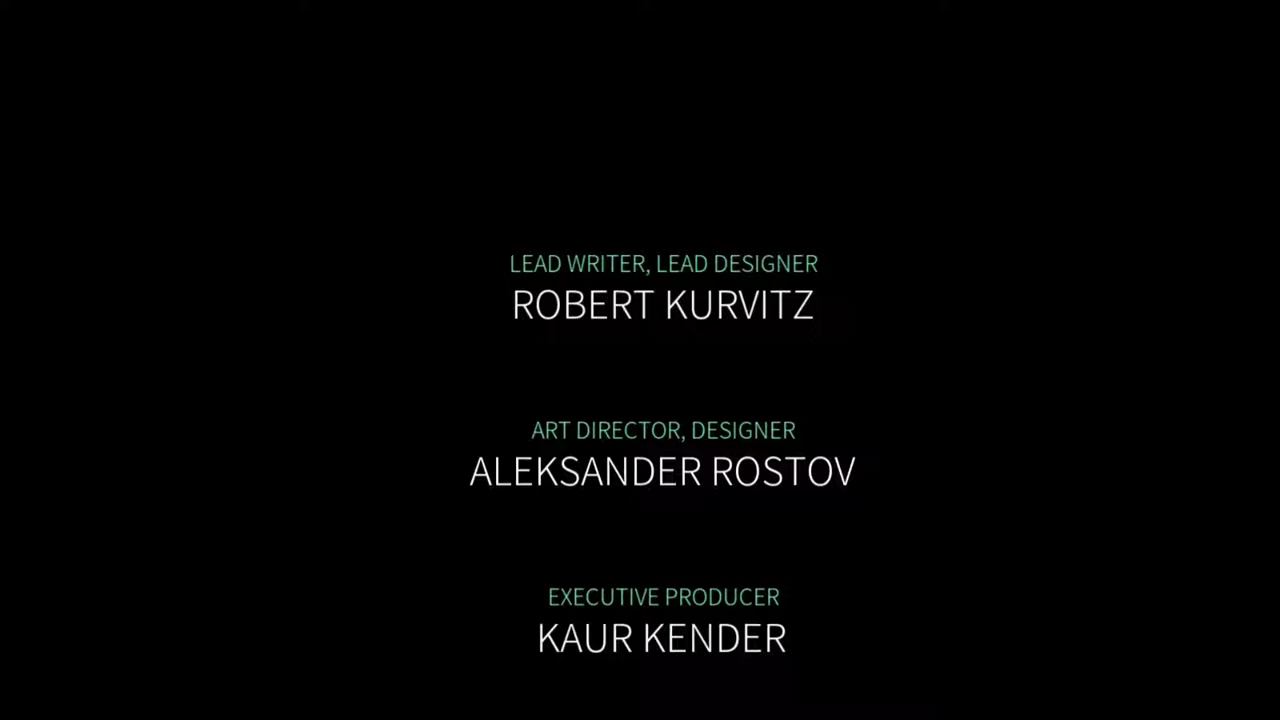 LEAD WRITER, LEAD DESIGNER
ROBERT KURVITZ
ART DIRECTOR, DESIGNER
ALEKSANDER ROSTOV
EXECUTIVE PRODUCER
KAUR KENDER